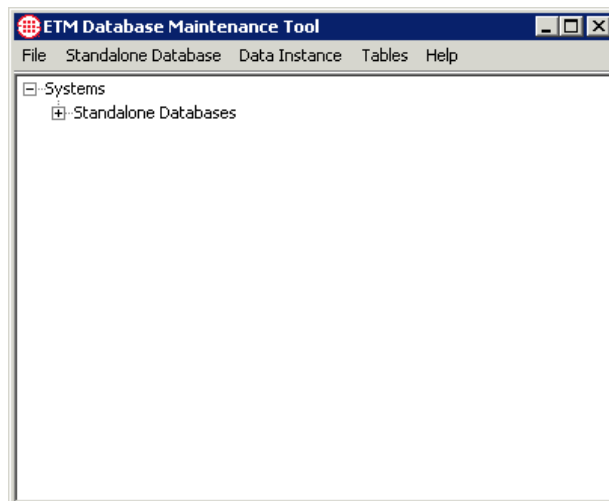 ETM Database Maintenance Tool
File Standalone Database Data Instance Tables Help
Systems
Standalone Databases